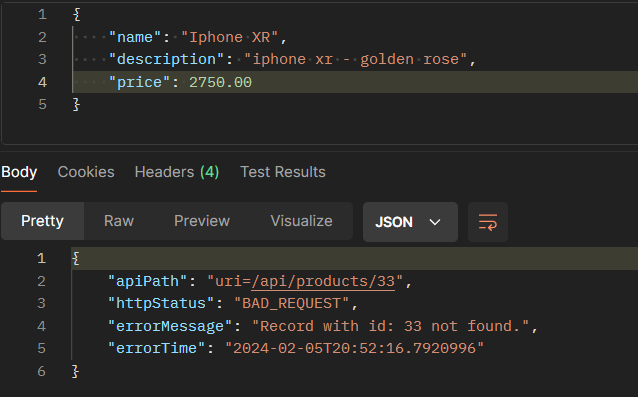 1 {
2 "name": "Iphone XR",
3 "description": "iphone xr - golden rose",
4 "price": 2750.00
5 }
Body Cookies Headers (4) Test Results
Pretty Raw Preview Visualize JSON
1 {
2 "apiPath": "uri=/api/products/33",
3 "httpStatus": "BAD_REQUEST",
4 "errorMessage": "Record with id: 33 not found.",
5 "errorTime": "2024-02-05T20:52:16.7920996"
6 }